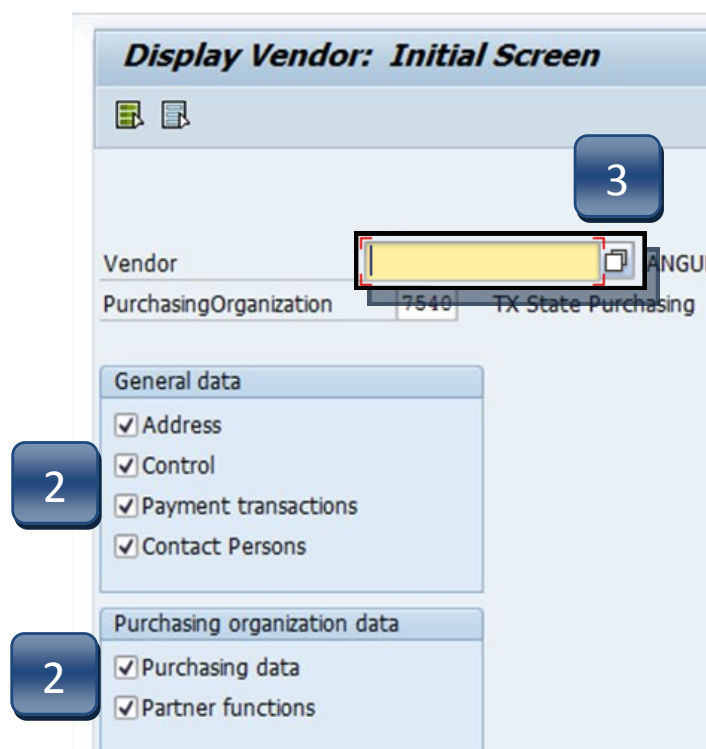 Display Vendor: Initial Screen
3
Vendor
PurchasingOrganization 7540 TX State Purchasing
General data
Address
2 Control
Payment transactions
Contact Persons
Purchasing organization data
2 Purchasing data
Partner functions